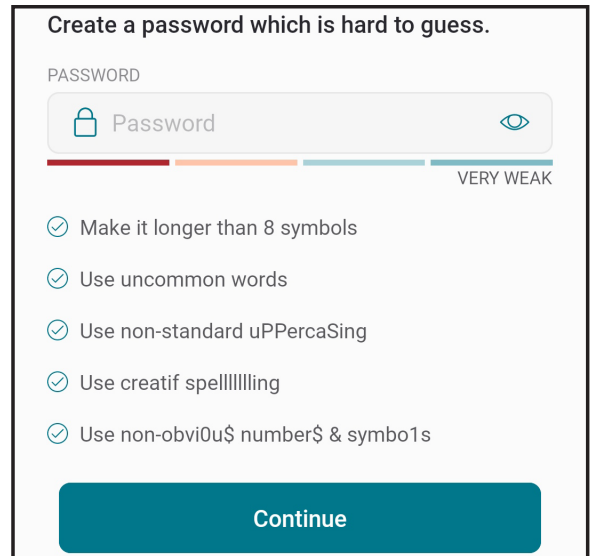 Create a password which is hard to guess.
PASSWORD
Password
VERY WEAK
Make it longer than 8 symbols
Use uncommon words
Use non-standard uPPercaSing
Use creatif spelllllllling
Use non-obvi0u$ number$ & symbo1s
Continue